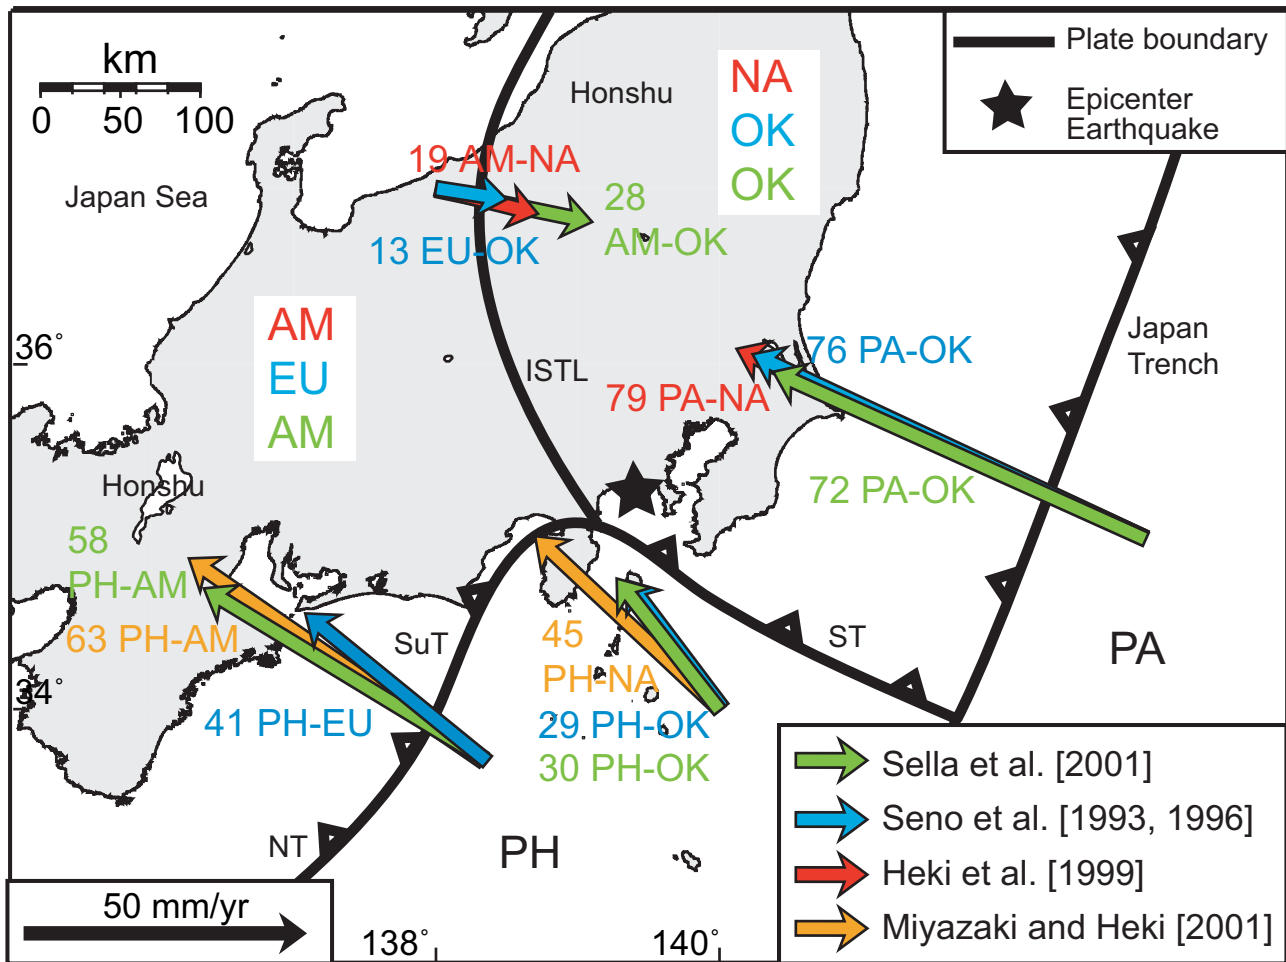 km
0 50 100
Japan Sea
Honshu
NA
OK
OK
Plate boundary
Epicenter
Earthquake
19 AM-NA
13 EU-OK
28
AM-OK
AM
EU
AM
36°
ISTL
76 PA-OK
79 PA-NA
72 PA-OK
Japan
Trench
Honshu
58
PH-AM
63 PH-AM
34°
41 PH-EU
SuT
45
PH-NA
29 PH-OK
30 PH-OK
ST
PA
NT
PH
50 mm/yr
138°
140°
Sella et al. [2001]
Seno et al. [1993, 1996]
Heki et al. [1999]
Miyazaki and Heki [2001]